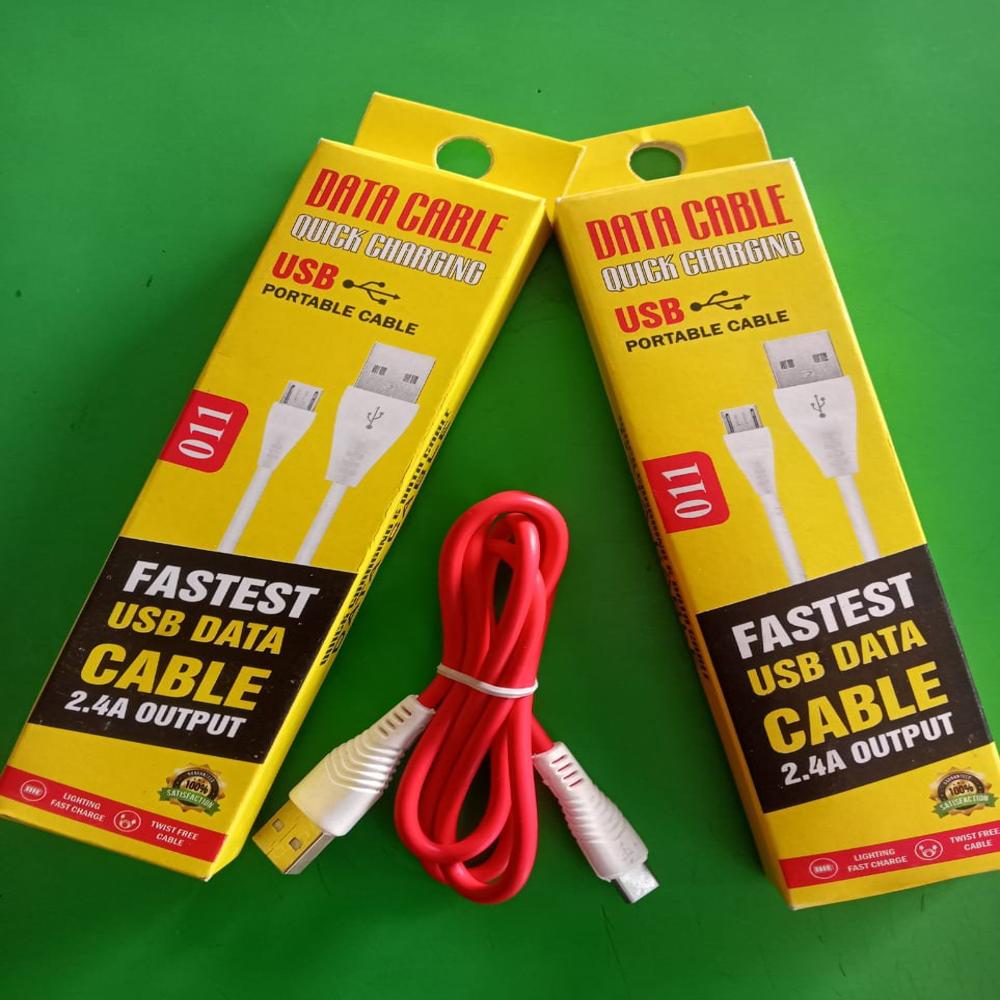 DATA CABLE
QUICK CHARGING
USB
PORTABLE CABLE
011
FASTEST
USB DATA
CABLE
2.4A OUTPUT
100%
SATISFACTION
LIGHTING
FAST CHARGE
TWIST FREE
CABLE
DATA CABLE
QUICK CHARGING
USB
PORTABLE CABLE
011
FASTEST
USB DATA
CABLE
2.4A OUTPUT
100%
SATISFACTION
LIGHTING
FAST CHARGE
TWIST FREE
CABLE